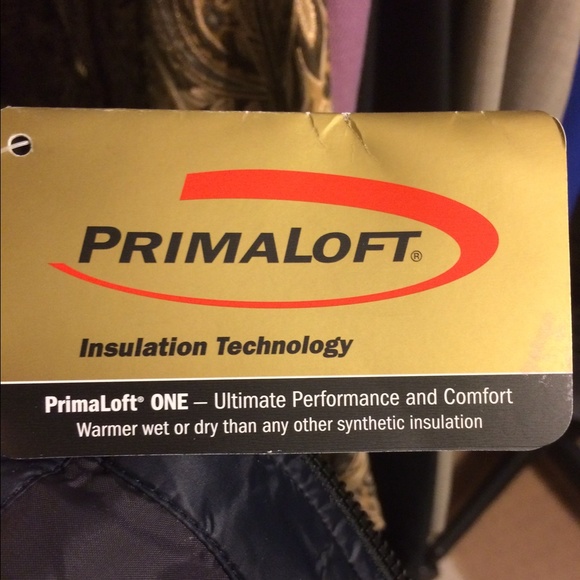 PRIMALOFT®
Insulation Technology
PrimaLoft® ONE – Ultimate Performance and Comfort
Warmer wet or dry than any other synthetic insulation